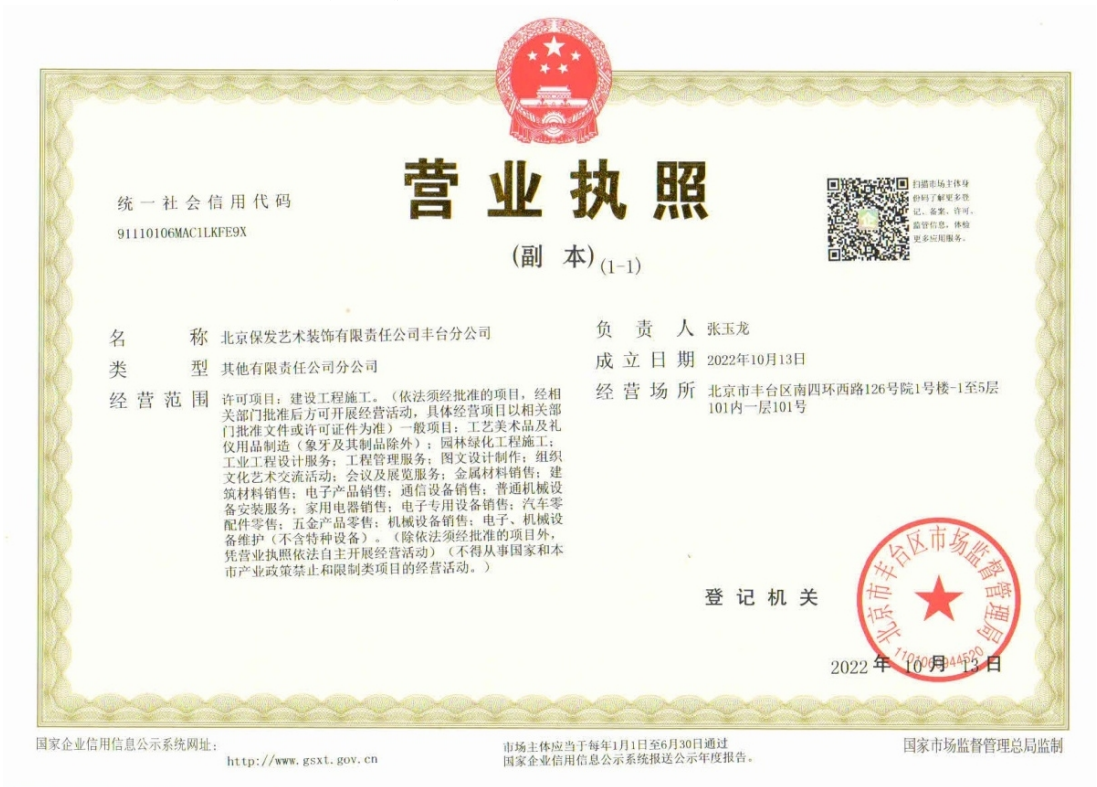 营业执照
(副 本)(1-1)
统一社会信用代码
91110106MAC1LKFE9X
扫描市场主体身
份码了解更多登
记、备案、许可、
监管信息,体验
更多应用服务。
名 称 北京保发艺术装饰有限责任公司丰台分公司
类 型 其他有限责任公司分公司
经营范围 许可项目:建设工程施工。(依法须经批准的项目,经相
关部门批准后方可开展经营活动,具体经营项目以相关部
门批准文件或许可证件为准)一般项目:工艺美术品及礼
仪用品制造(象牙及其制品除外);园林绿化工程施工;
工业工程设计服务;工程管理服务;图文设计制作;组织
文化艺术交流活动;会议及展览服务;金属材料销售;建
筑材料销售;电子产品销售;通信设备销售;普通机械设
备安装服务;家用电器销售;电子专用设备销售;汽车零
配件零售;五金产品零售;机械设备销售;电子、机械设
备维护(不含特种设备)。(除依法须经批准的项目外,
凭营业执照依法自主开展经营活动)(不得从事国家和本
市产业政策禁止和限制类项目的经营活动。)
负责人 张玉龙
成立日期 2022年10月13日
经营场所 北京市丰台区南四环西路126号院1号楼-1至5层
101内一层101号
登记机关
北京市丰台区市场监督管理局
2022年 10月 13日
国家企业信用信息公示系统网址:
http://www.gsxt.gov.cn
市场主体应当于每年1月1日至6月30日通过
国家企业信用信息公示系统报送公示年度报告。
国家市场监督管理总局监制